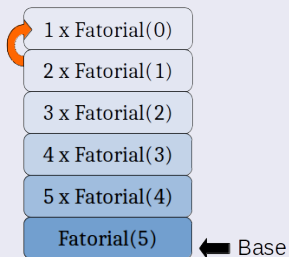 1 x Fatorial(0)
2 x Fatorial(1)
3 x Fatorial(2)
4 x Fatorial(3)
5 x Fatorial(4)
Fatorial(5)
Base